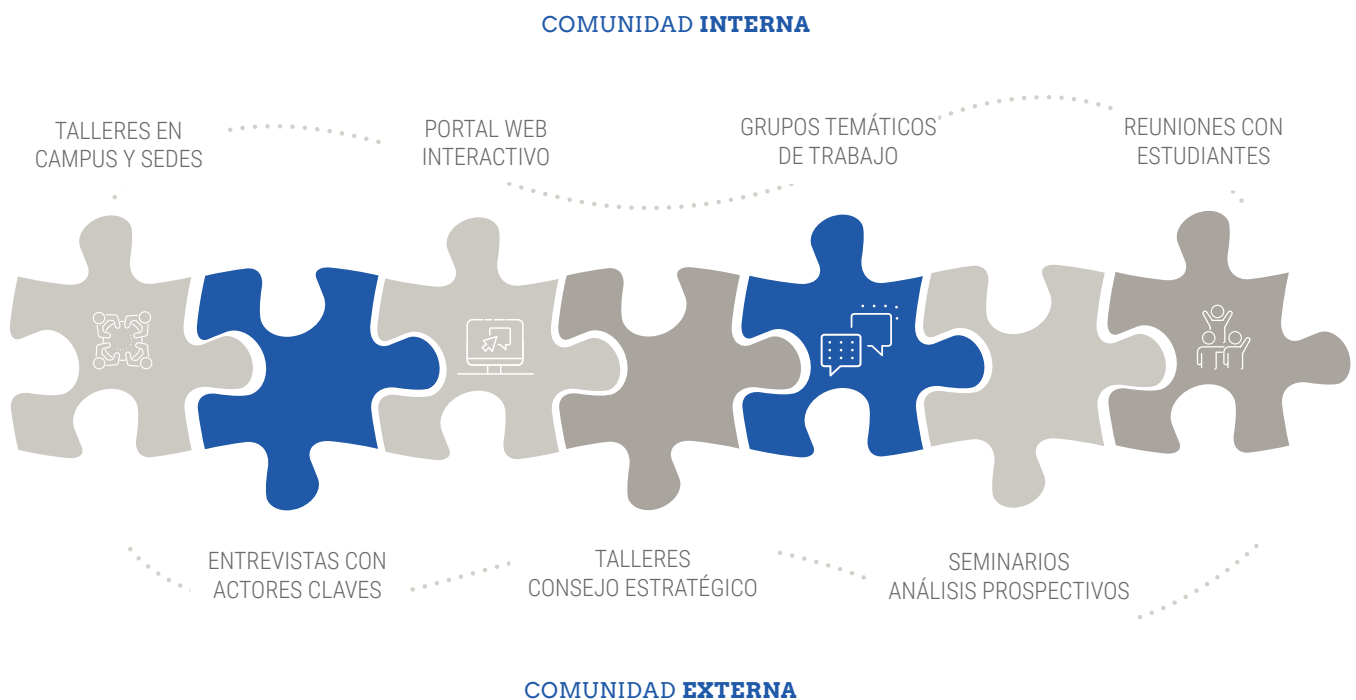 COMUNIDAD INTERNA
TALLERES EN
CAMPUS Y SEDES
PORTAL WEB
INTERACTIVO
GRUPOS TEMÁTICOS
DE TRABAJO
REUNIONES CON
ESTUDIANTES
ENTREVISTAS CON
ACTORES CLAVES
TALLERES
CONSEJO ESTRATÉGICO
SEMINARIOS
ANÁLISIS PROSPECTIVOS
COMUNIDAD EXTERNA